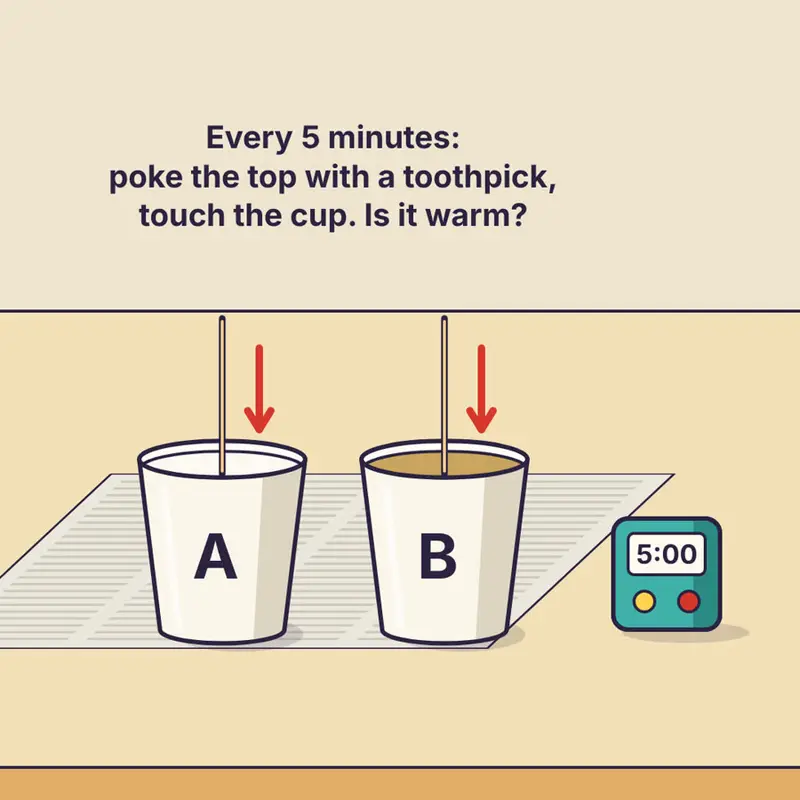 Every 5 minutes:
poke the top with a toothpick,
touch the cup. Is it warm?
A
B
5:00